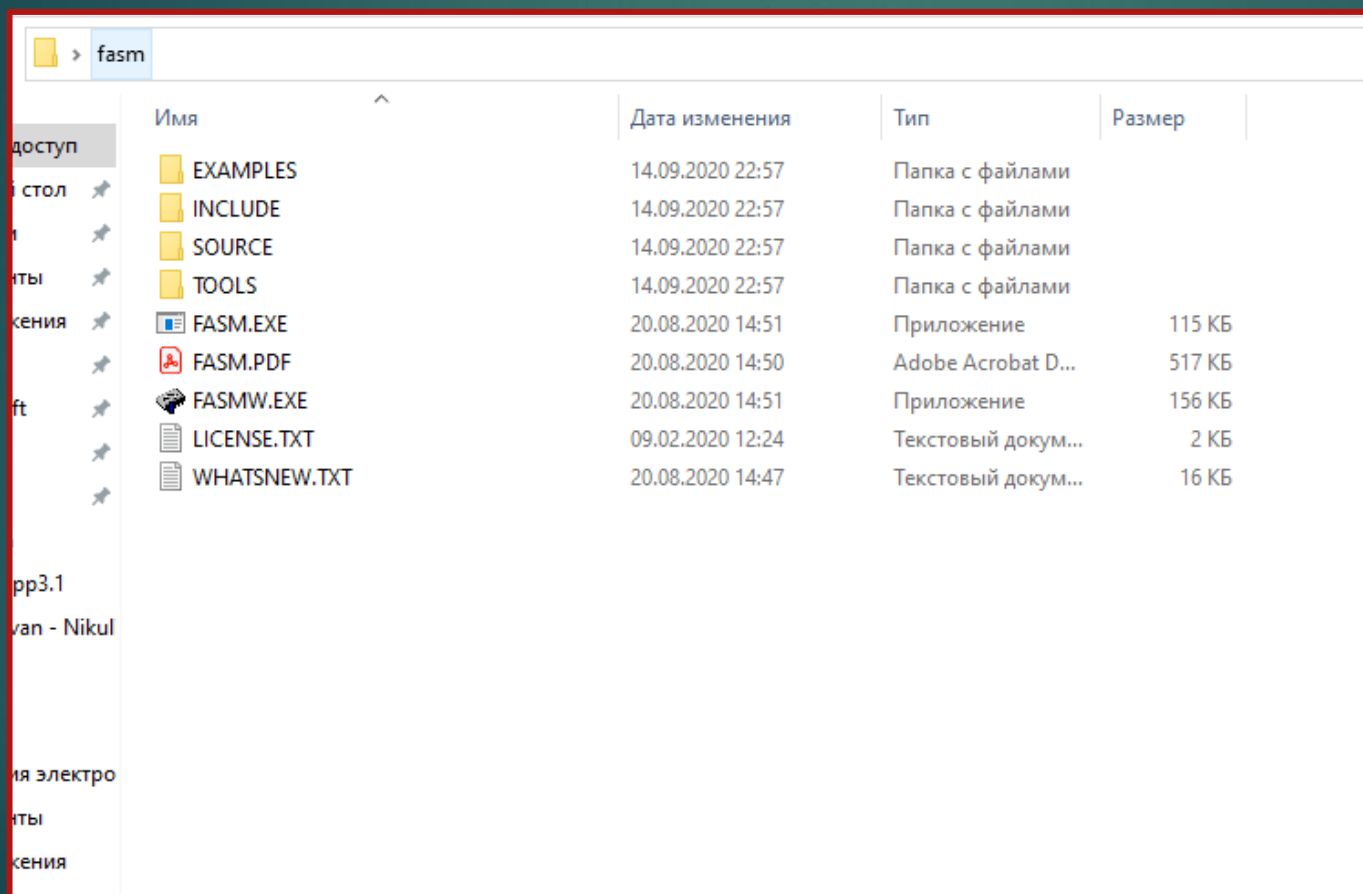 fasm
Имя Дата изменения Тип Размер
доступ
стол
нты
жения
ft
pp3.1
van - Nikul
ия электро
нты
жения
EXAMPLES 14.09.2020 22:57 Папка с файлами
INCLUDE 14.09.2020 22:57 Папка с файлами
SOURCE 14.09.2020 22:57 Папка с файлами
TOOLS 14.09.2020 22:57 Папка с файлами
FASM.EXE 20.08.2020 14:51 Приложение 115 КБ
FASM.PDF 20.08.2020 14:50 Adobe Acrobat D... 517 КБ
FASMW.EXE 20.08.2020 14:51 Приложение 156 КБ
LICENSE.TXT 09.02.2020 12:24 Текстовый докум... 2 КБ
WHATSNEW.TXT 20.08.2020 14:47 Текстовый докум... 16 КБ